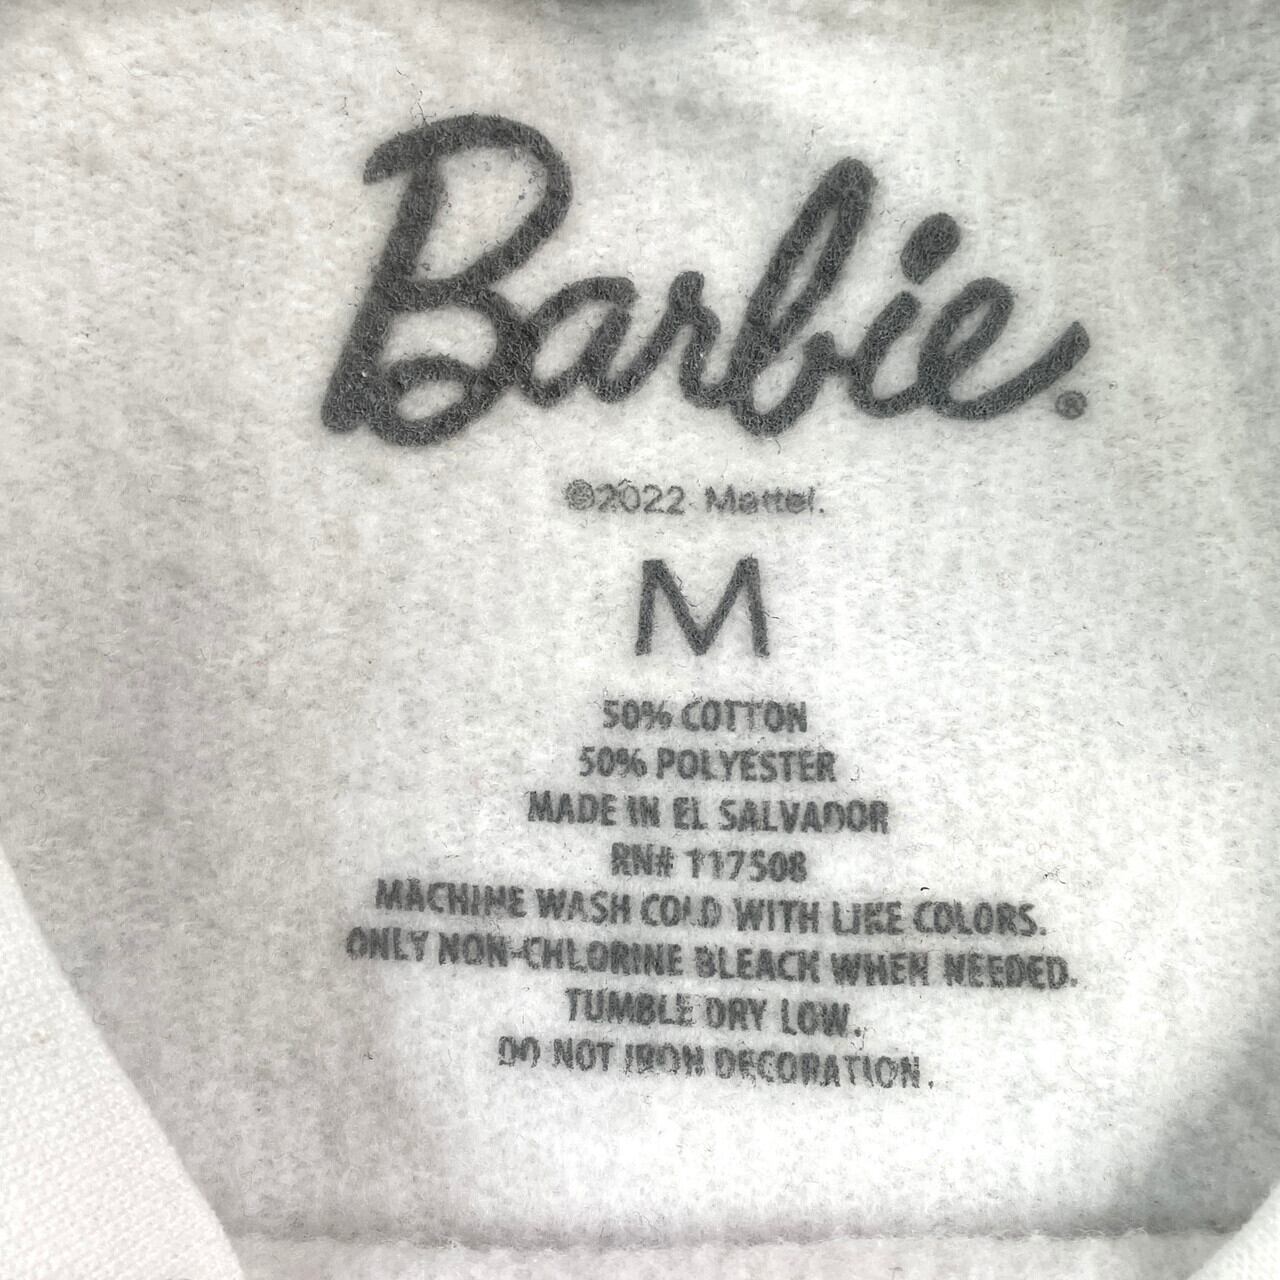 Barbie®
©2022 Mattel.
M
50% COTTON
50% POLYESTER
MADE IN EL SALVADOR
RN# 117508
MACHINE WASH COLD WITH LIKE COLORS.
ONLY NON-CHLORINE BLEACH WHEN NEEDED.
TUMBLE DRY LOW.
DO NOT IRON DECORATION.